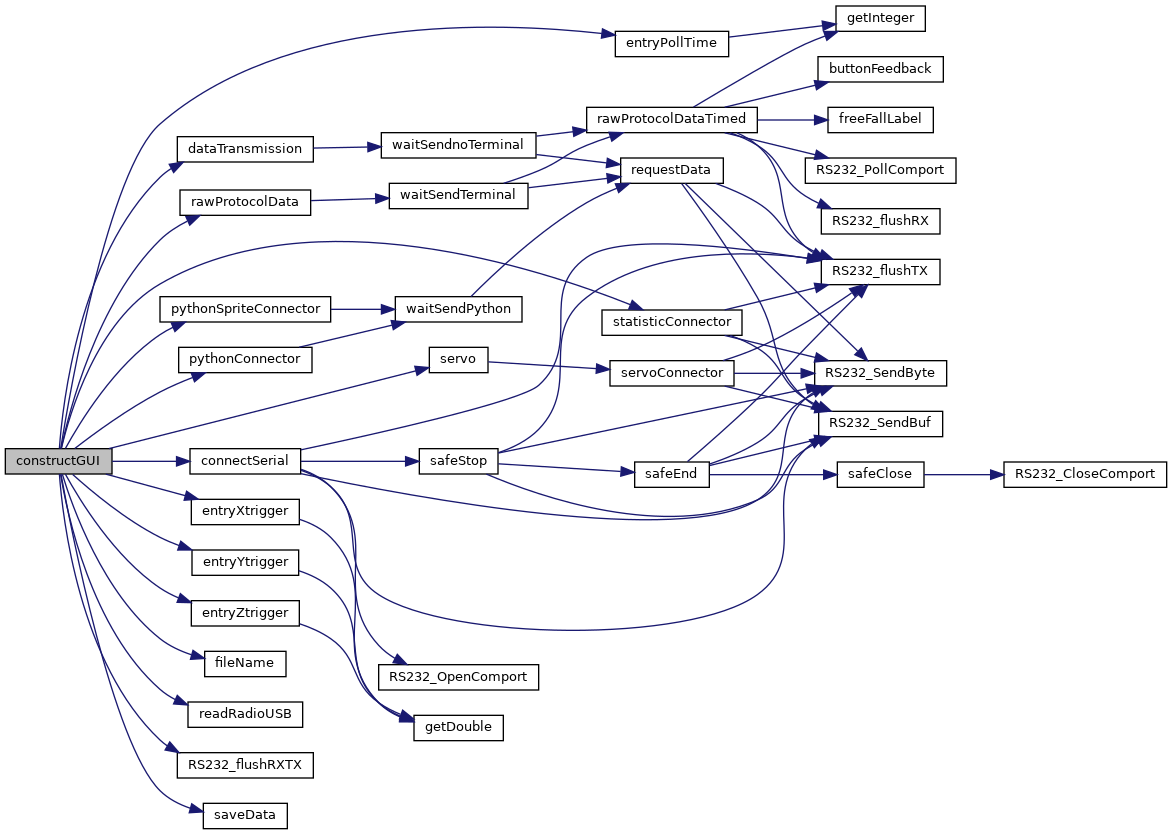 getInteger
entryPollTime
buttonFeedback
rawProtocolDataTimed
freeFallLabel
waitSendnoTerminal
dataTransmission
requestData
RS232_PollComport
waitSendTerminal
rawProtocolData
RS232_flushRX
RS232_flushTX
pythonSpriteConnector
waitSendPython
statisticConnector
pythonConnector
servo
servoConnector
RS232_SendByte
RS232_SendBuf
constructGUI
connectSerial
safeStop
safeEnd
safeClose
RS232_CloseComport
entryXtrigger
entryYtrigger
entryZtrigger
fileName
RS232_OpenComport
readRadioUSB
getDouble
RS232_flushRXTX
saveData